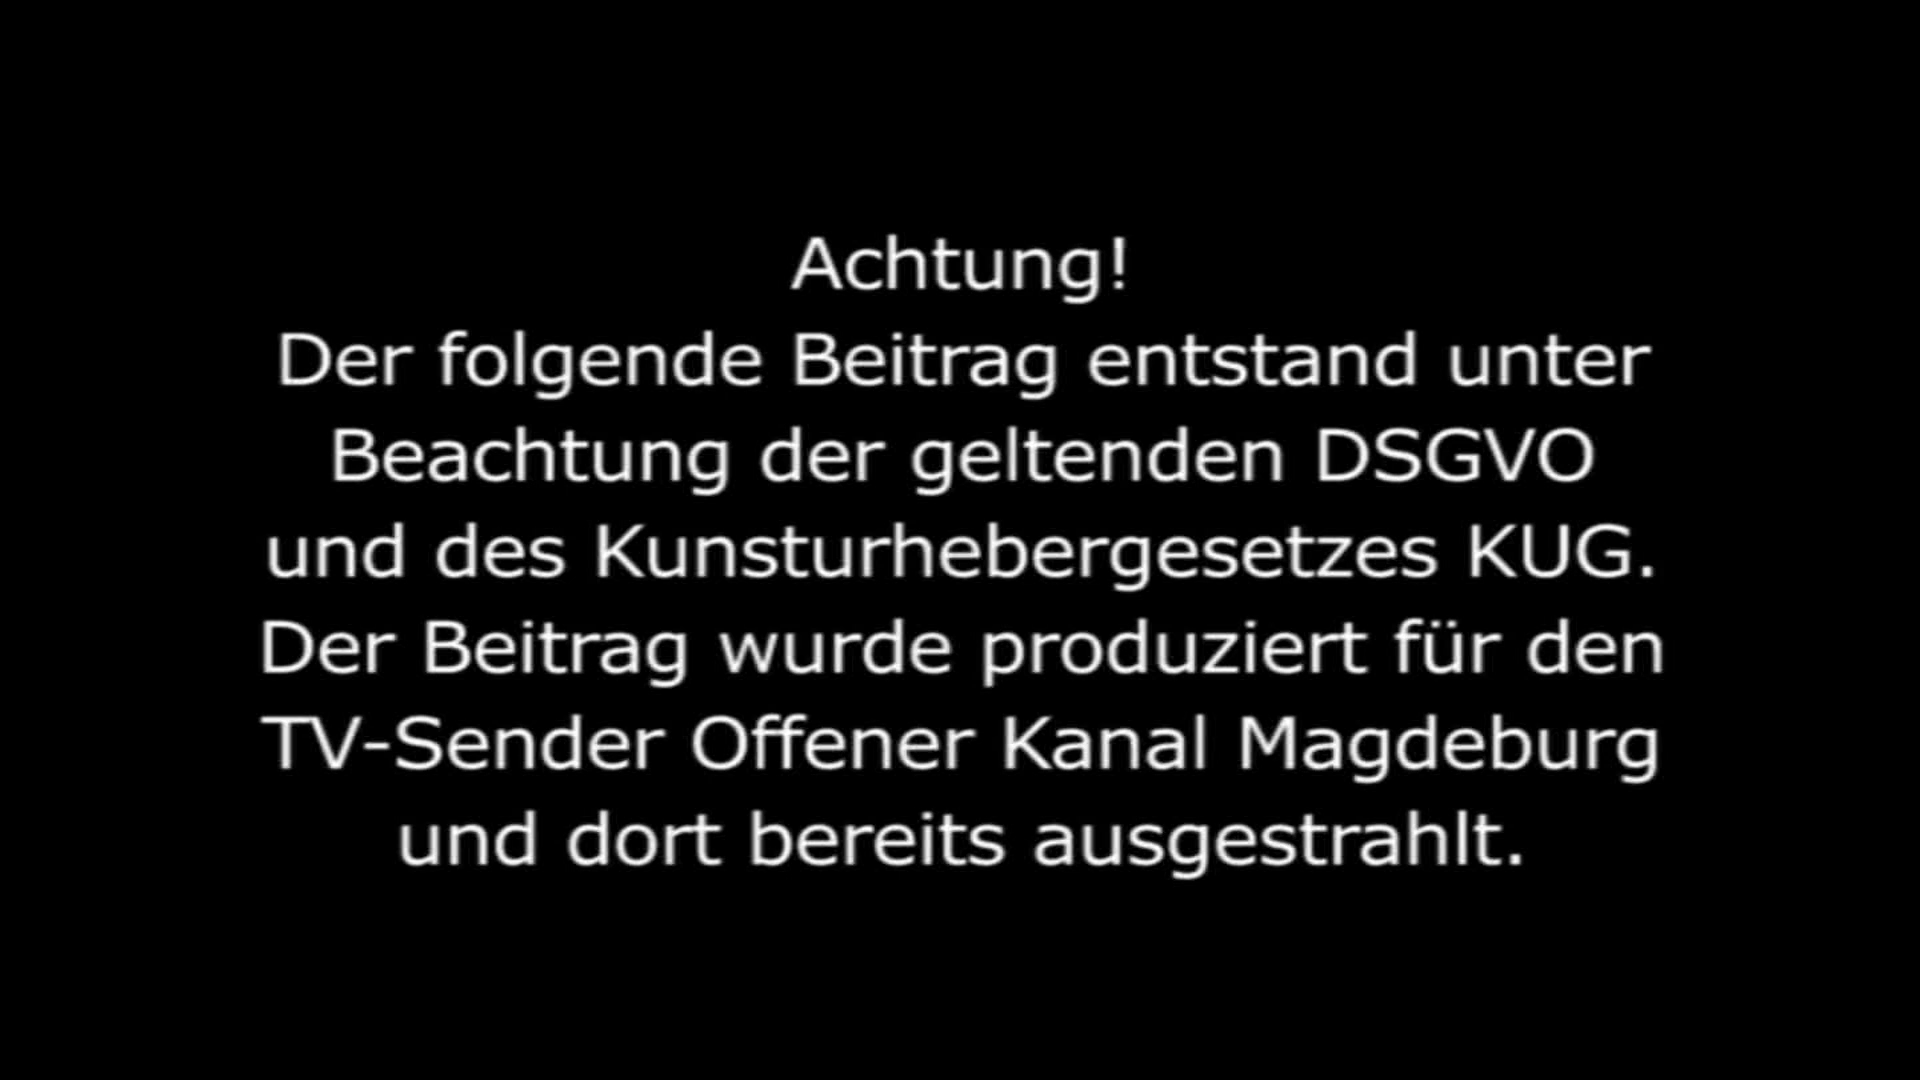 Achtung!
Der folgende Beitrag entstand unter
Beachtung der geltenden DSGVO
und des Kunsturhebergesetzes KUG.
Der Beitrag wurde produziert für den
TV-Sender Offener Kanal Magdeburg
und dort bereits ausgestrahlt.